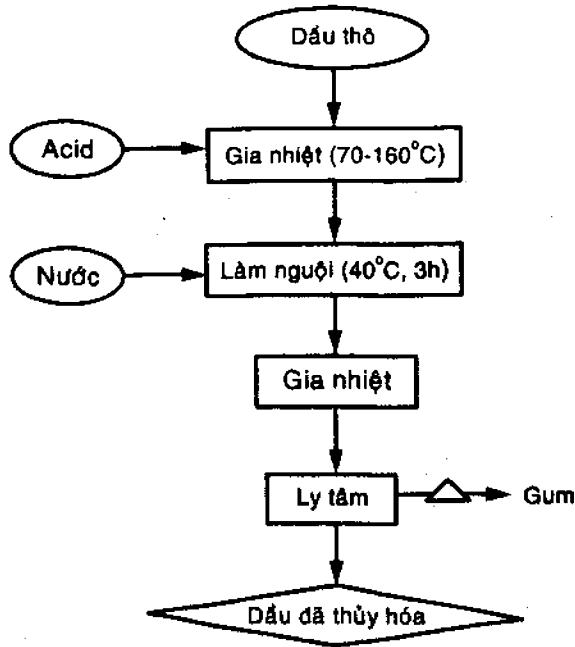 Dầu thô
Acid
Gia nhiệt (70-160°C)
Nước
Làm nguội (40°C, 3h)
Gia nhiệt
Ly tâm
Gum
Dầu đã thủy hóa